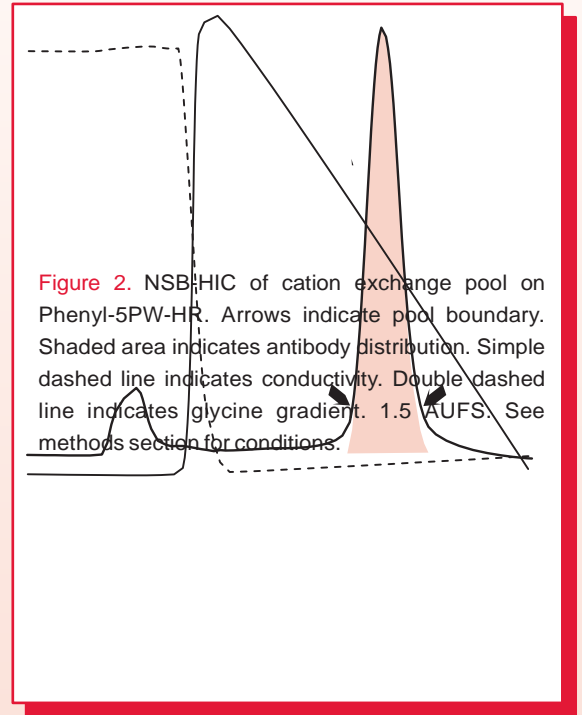 Figure 2. NSB-HIC of cation exchange pool on
Phenyl-5PW-HR. Arrows indicate pool boundary.
Shaded area indicates antibody distribution. Simple
dashed line indicates conductivity. Double dashed
line indicates glycine gradient. 1.5 AUFS. See
methods section for conditions.